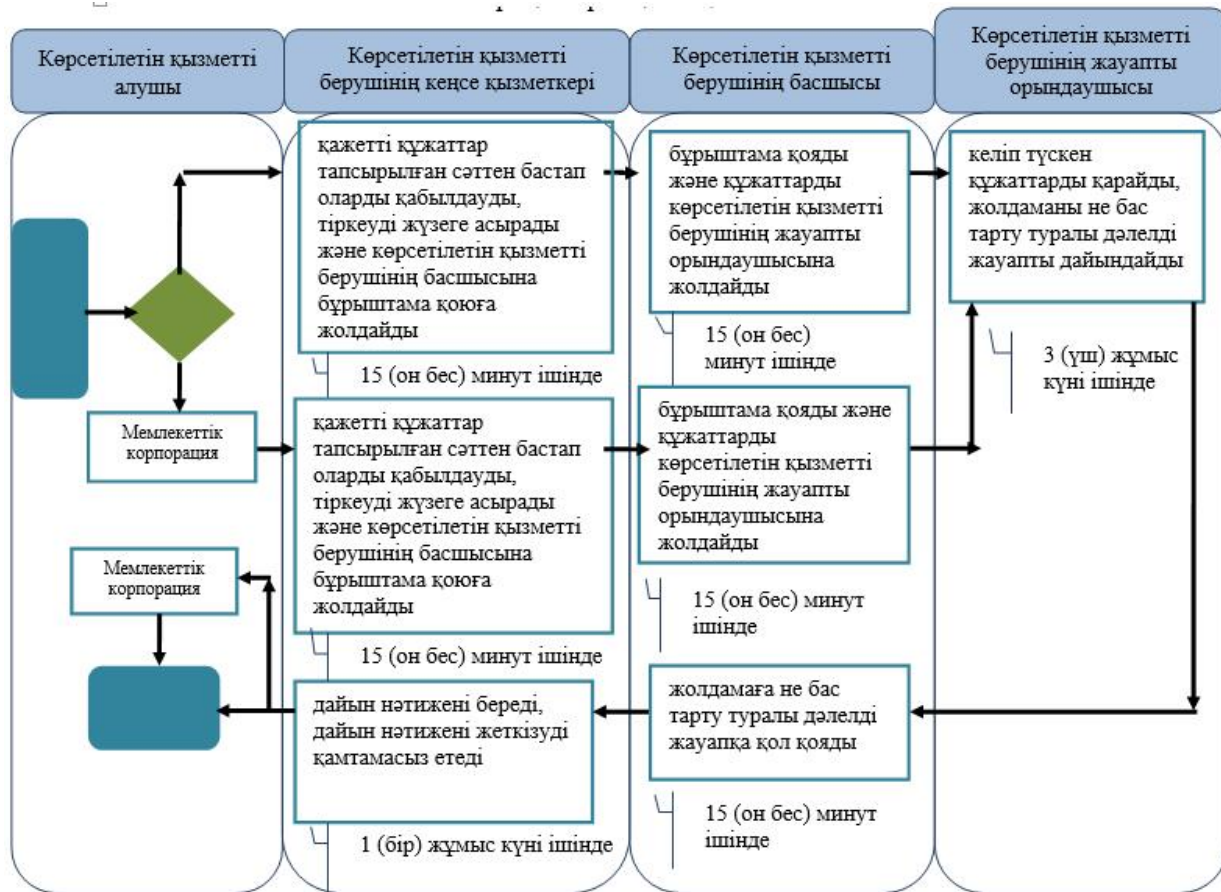 Көрсетілетін қызметті
алушы
Көрсетілетін қызметті
берушінің кеңсе қызметкері
Көрсетілетін қызметті
берушінің басшысы
Көрсетілетін қызметті
берушінің жауапты
орындаушысы
қажетті құжаттар
тапсырылған сәттен бастап
оларды қабылдауды,
тіркеуді жүзеге асырады
және көрсетілетін қызметті
берушінің басшысына
бұрыштама қоюға
жолдайды
15 (он бес) минут ішінде
бұрыштама қояды
және құжаттарды
көрсетілетін қызметті
берушінің жауапты
орындаушысына
жолдайды
15 (он бес)
минут ішінде
келіп түскен
құжаттарды қарайды,
жолдаманы не бас
тарту туралы дәлелді
жауапты дайындайды
3 (үш) жұмыс
күні ішінде
Мемлекеттік
корпорация
қажетті құжаттар
тапсырылған сәттен бастап
оларды қабылдауды,
тіркеуді жүзеге асырады
және көрсетілетін қызметті
берушінің басшысына
бұрыштама қоюға
жолдайды
15 (он бес) минут ішінде
бұрыштама қояды және
құжаттарды
көрсетілетін қызметті
берушінің жауапты
орындаушысына
жолдайды
15 (он бес) минут
ішінде
жолдамаға не бас
тарту туралы дәлелді
жауапқа қол қояды
15 (он бес) минут
ішінде
дайын нәтижені береді,
дайын нәтижені жеткізуді
қамтамасыз етеді
1 (бір) жұмыс күні ішінде
Мемлекеттік
корпорация